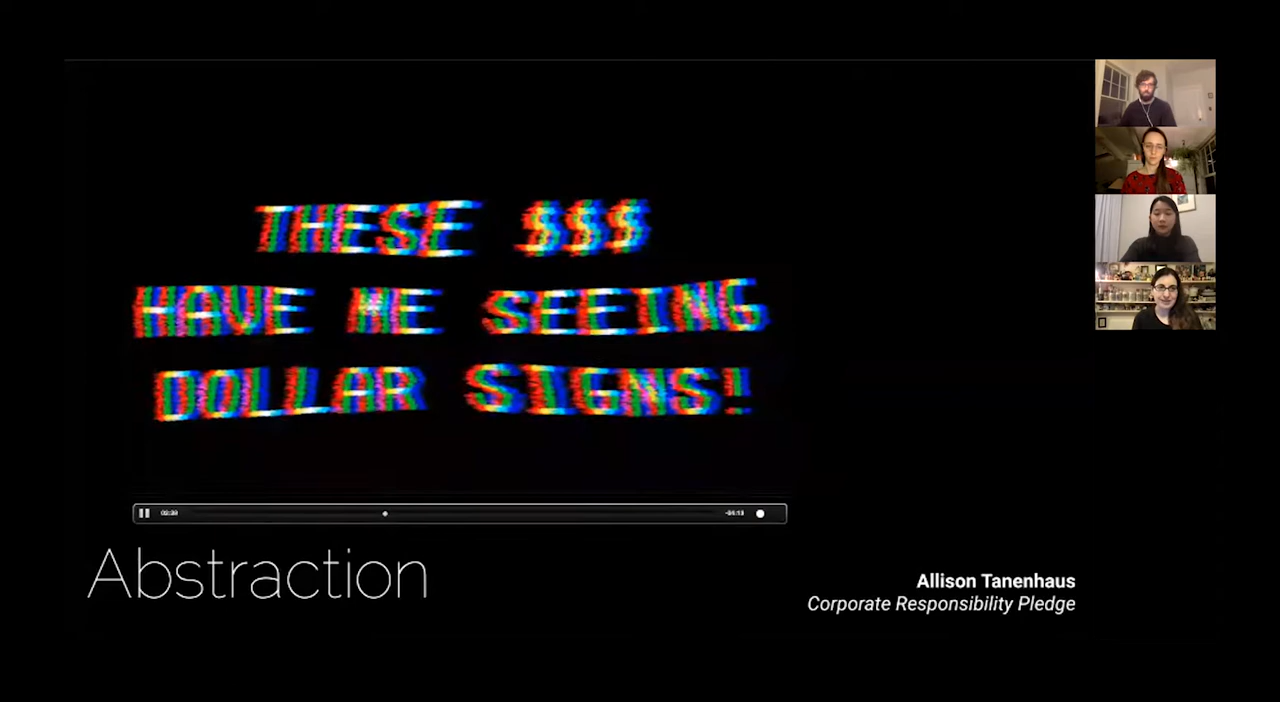 THESE $$$
HAVE ME SEEING
DOLLAR SIGNS!
Abstraction
Allison Tanenhaus
Corporate Responsibility Pledge